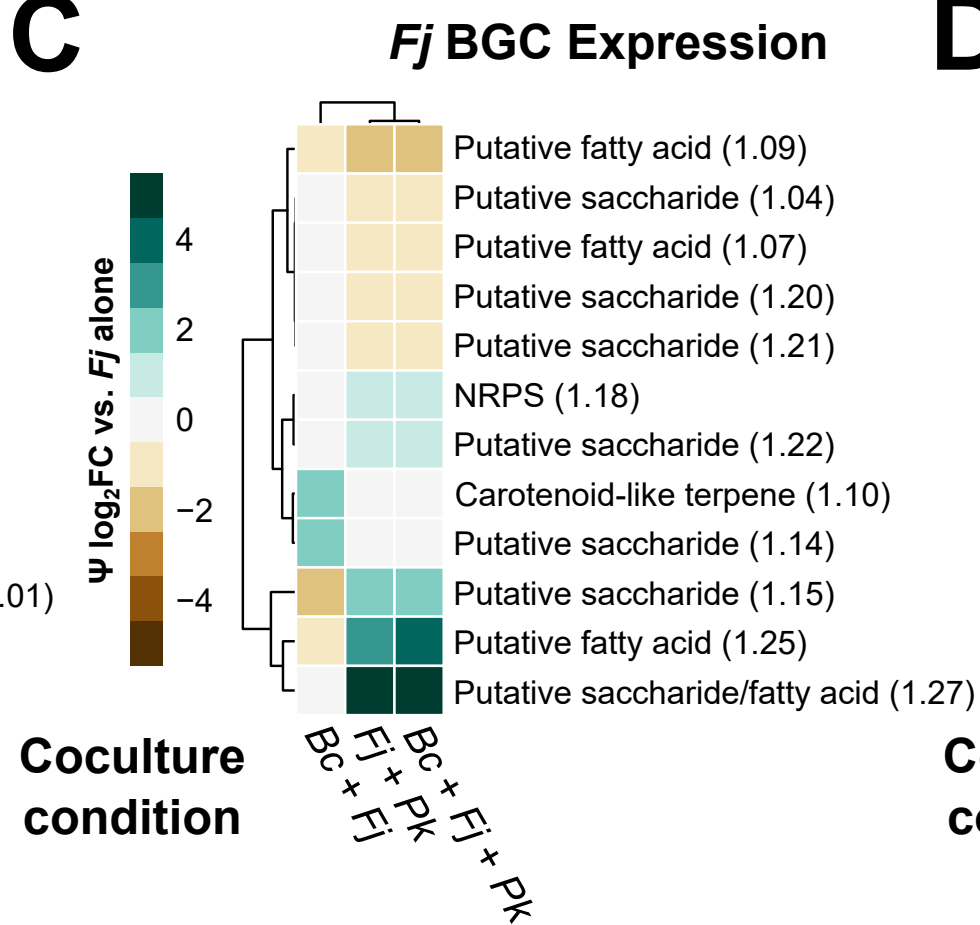 C
Fj BGC Expression
D
Ψ log₂FC vs. Fj alone
4
2
0
−2
−4
.01)
Putative fatty acid (1.09)
Putative saccharide (1.04)
Putative fatty acid (1.07)
Putative saccharide (1.20)
Putative saccharide (1.21)
NRPS (1.18)
Putative saccharide (1.22)
Carotenoid-like terpene (1.10)
Putative saccharide (1.14)
Putative saccharide (1.15)
Putative fatty acid (1.25)
Putative saccharide/fatty acid (1.27)
Coculture
condition
Bc + Fj
Fj + Pk
Bc + Fj + Pk